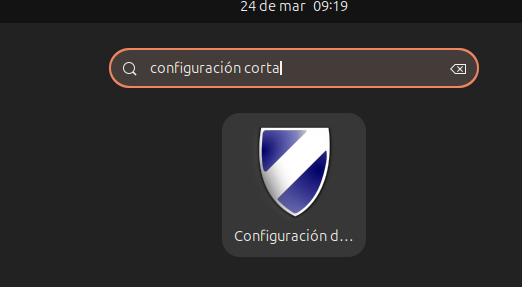 24 de mar 09:19
configuración corta
Configuración d...